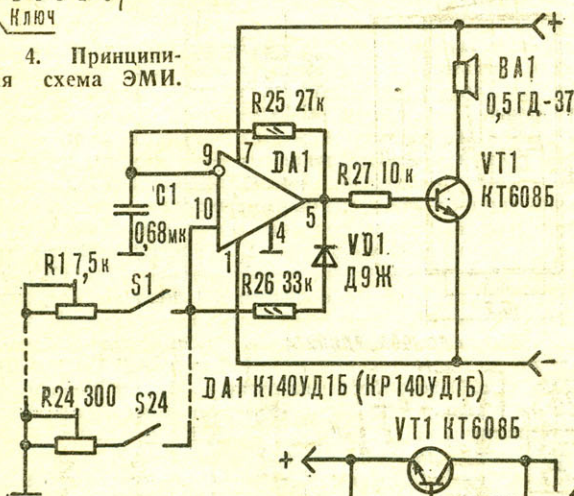 Ключ
4. Принципи-
я схема ЭМИ.
+
BA1
0,5ГД-37
R25 27к
9
7
DA1
R27 10к
VT1
КТ608Б
C1
0,68мк
10
5
4
1
VD1
Д9Ж
R1 7,5к
S1
R26 33к
-
DA1 К140УД1Б (КР140УД1Б)
R24 300
S24
VT1 КТ608Б
+